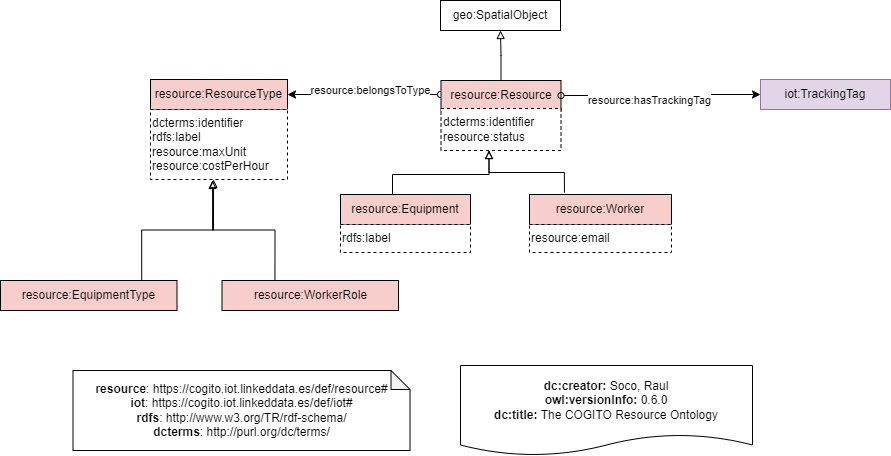 geo:SpatialObject
resource:ResourceType
resource:belongsToType
resource:Resource
resource:hasTrackingTag
iot:TrackingTag
dcterms:identifier
rdfs:label
resource:maxUnit
resource:costPerHour
dcterms:identifier
resource:status
resource:Equipment
rdfs:label
resource:Worker
resource:email
resource:EquipmentType
resource:WorkerRole
resource: https://cogito.iot.linkeddata.es/def/resource#
iot: https://cogito.iot.linkeddata.es/def/iot#
rdfs: http://www.w3.org/TR/rdf-schema/
dcterms: http://purl.org/dc/terms/
dc:creator: Soco, Raul
owl:versionInfo: 0.6.0
dc:title: The COGITO Resource Ontology